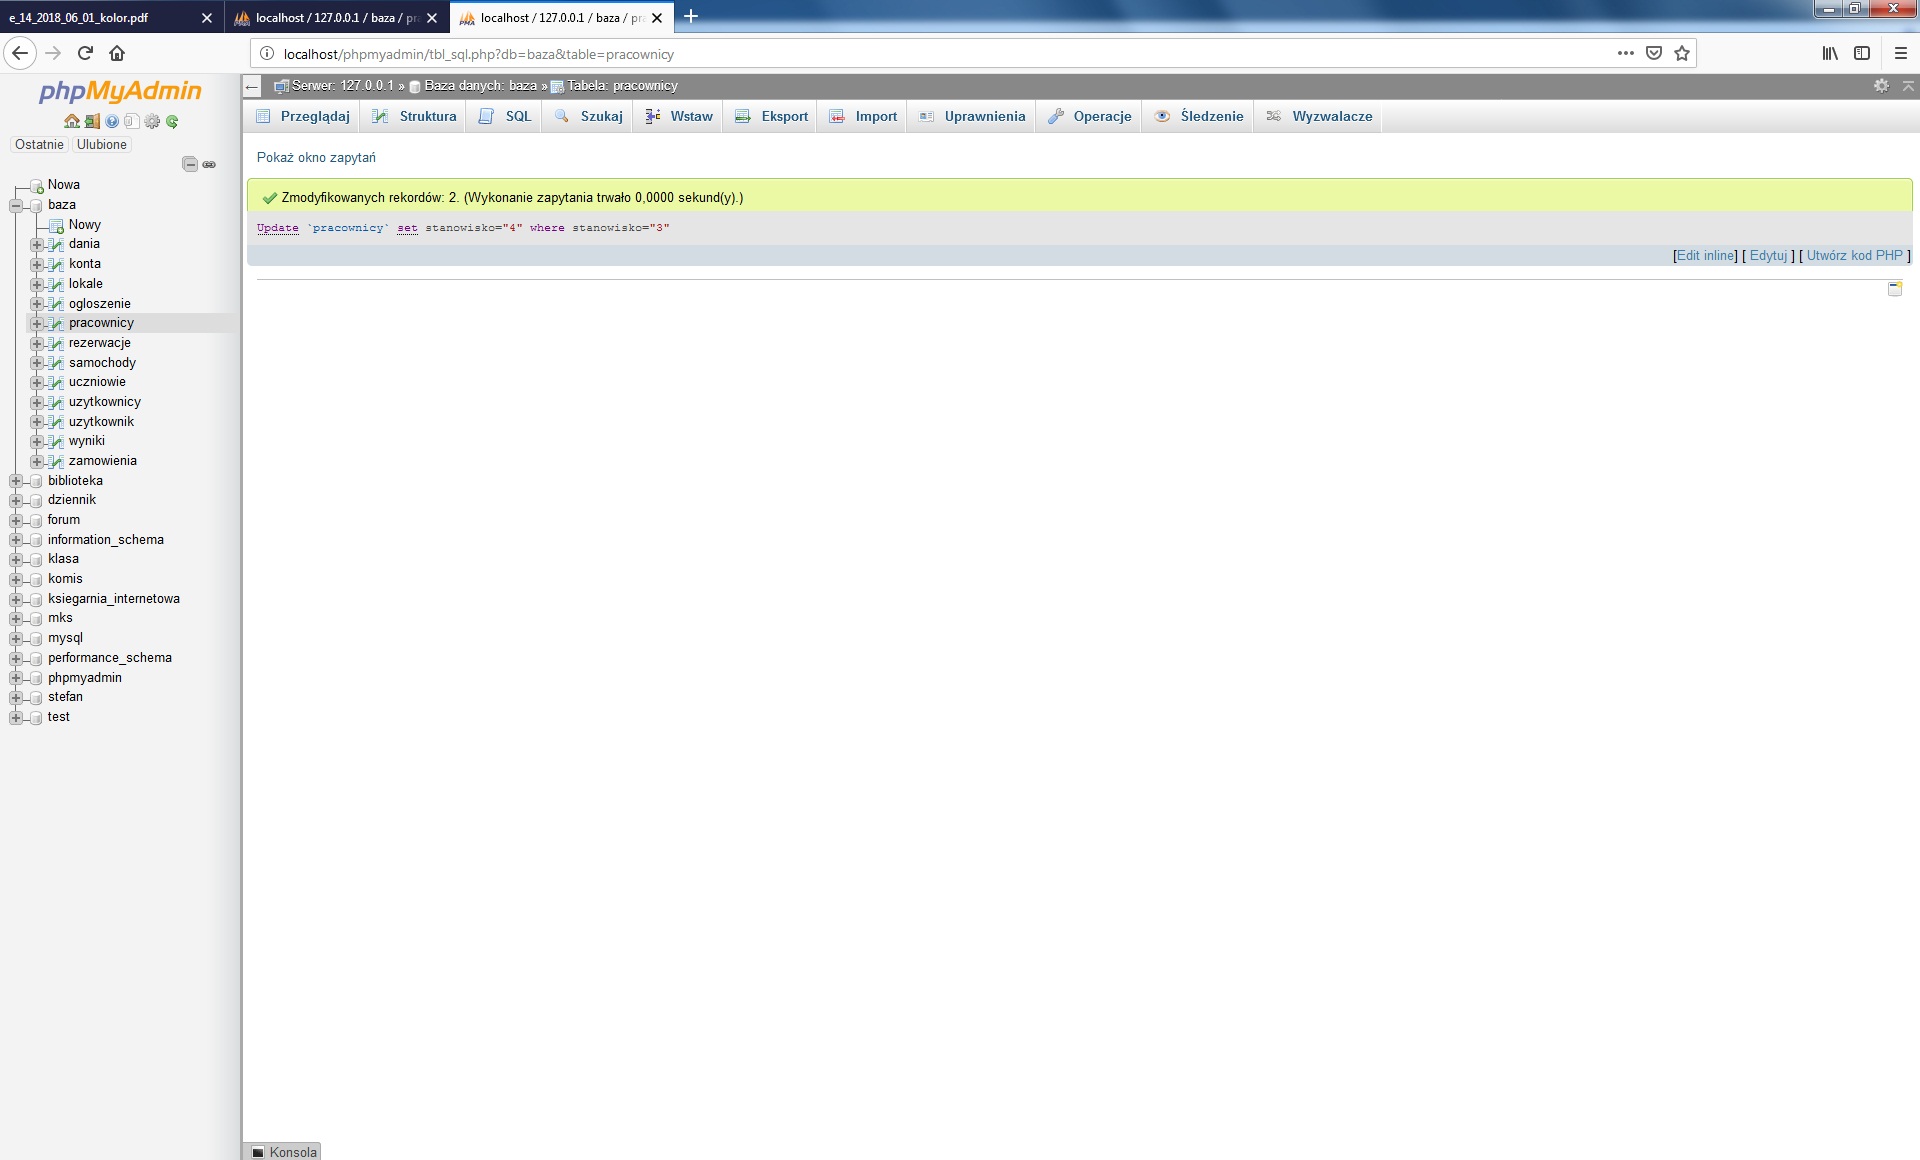 e_14_2018_06_01_kolor.pdf
localhost / 127.0.0.1 / baza / pr
localhost / 127.0.0.1 / baza / pr
localhost/phpmyadmin/tbl_sql.php?db=baza&table=pracownicy
phpMyAdmin
Serwer: 127.0.0.1 » Baza danych: baza » Tabela: pracownicy
Przeglądaj Struktura SQL Szukaj Wstaw Eksport Import Uprawnienia Operacje Śledzenie Wyzwalacze
Ostatnie Ulubione
Pokaż okno zapytań
Zmodyfikowanych rekordów: 2. (Wykonanie zapytania trwało 0,0000 sekund(y).)
Update `pracownicy` set stanowisko="4" where stanowisko="3"
[Edit inline] [ Edytuj ] [ Utwórz kod PHP ]
Nowa
baza
Nowy
dania
konta
lokale
ogloszenie
pracownicy
rezerwacje
samochody
uczniowie
uzytkownicy
uzytkownik
wyniki
zamowienia
biblioteka
dziennik
forum
information_schema
klasa
komis
ksiegarnia_internetowa
mks
mysql
performance_schema
phpmyadmin
stefan
test
Konsola